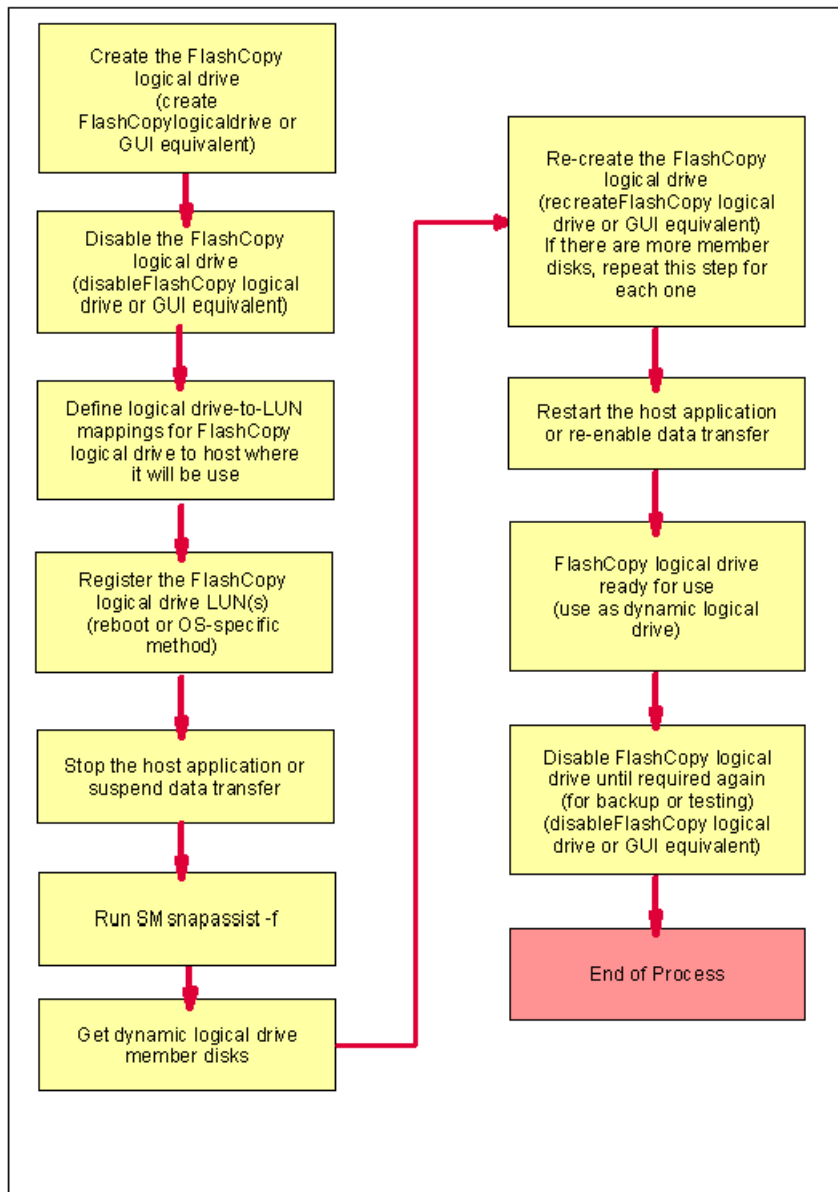 Create the FlashCopy
logical drive
(create
FlashCopylogicaldrive or
GUI equivalent)
Disable the FlashCopy
logical drive
(disableFlashCopy logical
drive or GUI equivalent)
Define logical drive-to-LUN
mappings for FlashCopy
logical drive to host where
it will be use
Register the FlashCopy
logical drive LUN(s)
(reboot or OS-specific
method)
Stop the host application or
suspend data transfer
Run SMsnapassist -f
Get dynamic logical drive
member disks
Re-create the FlashCopy
logical drive
(recreateFlashCopy logical
drive or GUI equivalent)
If there are more member
disks, repeat this step for
each one
Restart the host application
or re-enable data transfer
FlashCopy logical drive
ready for use
(use as dynamic logical
drive)
Disable FlashCopy logical
drive until required again
(for backup or testing)
(disableFlashCopy logical
drive or GUI equivalent)
End of Process